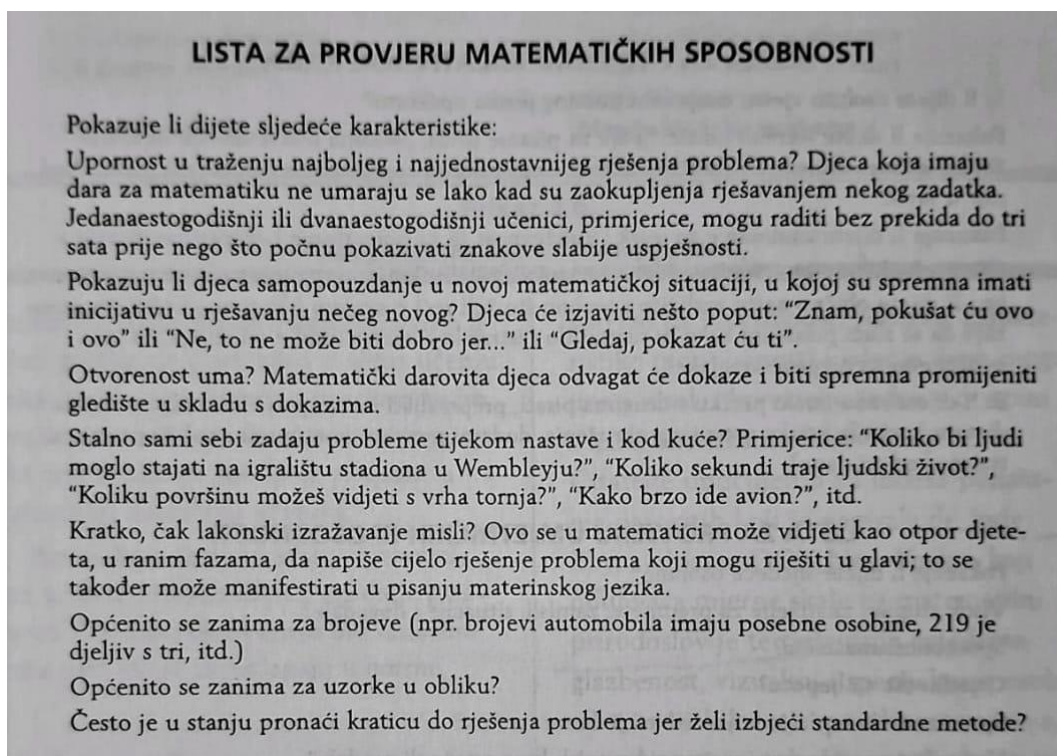 LISTA ZA PROVJERU MATEMATIČKIH SPOSOBNOSTI
Pokazuje li dijete sljedeće karakteristike:
Upornost u traženju najboljeg i najjednostavnijeg rješenja problema? Djeca koja imaju
dara za matematiku ne umaraju se lako kad su zaokupljenja rješavanjem nekog zadatka.
Jedanaestogodišnji ili dvanaestogodišnji učenici, primjerice, mogu raditi bez prekida do tri
sata prije nego što počnu pokazivati znakove slabije uspješnosti.
Pokazuju li djeca samopouzdanje u novoj matematičkoj situaciji, u kojoj su spremna imati
inicijativu u rješavanju nečeg novog? Djeca će izjaviti nešto poput: “Znam, pokušat ću ovo
i ovo” ili “Ne, to ne može biti dobro jer...” ili “Gledaj, pokazat ću ti”.
Otvorenost uma? Matematički darovita djeca odvagat će dokaze i biti spremna promijeniti
gledište u skladu s dokazima.
Stalno sami sebi zadaju probleme tijekom nastave i kod kuće? Primjerice: “Koliko bi ljudi
moglo stajati na igralištu stadiona u Wembleyju?”, “Koliko sekundi traje ljudski život?”,
“Koliku površinu možeš vidjeti s vrha tornja?”, “Kako brzo ide avion?”, itd.
Kratko, čak lakonski izražavanje misli? Ovo se u matematici može vidjeti kao otpor djete-
ta, u ranim fazama, da napiše cijelo rješenje problema koji mogu riješiti u glavi; to se
također može manifestirati u pisanju materinskog jezika.
Općenito se zanima za brojeve (npr. brojevi automobila imaju posebne osobine, 219 je
djeljiv s tri, itd.)
Općenito se zanima za uzorke u obliku?
Često je u stanju pronaći kraticu do rješenja problema jer želi izbjeći standardne metode?